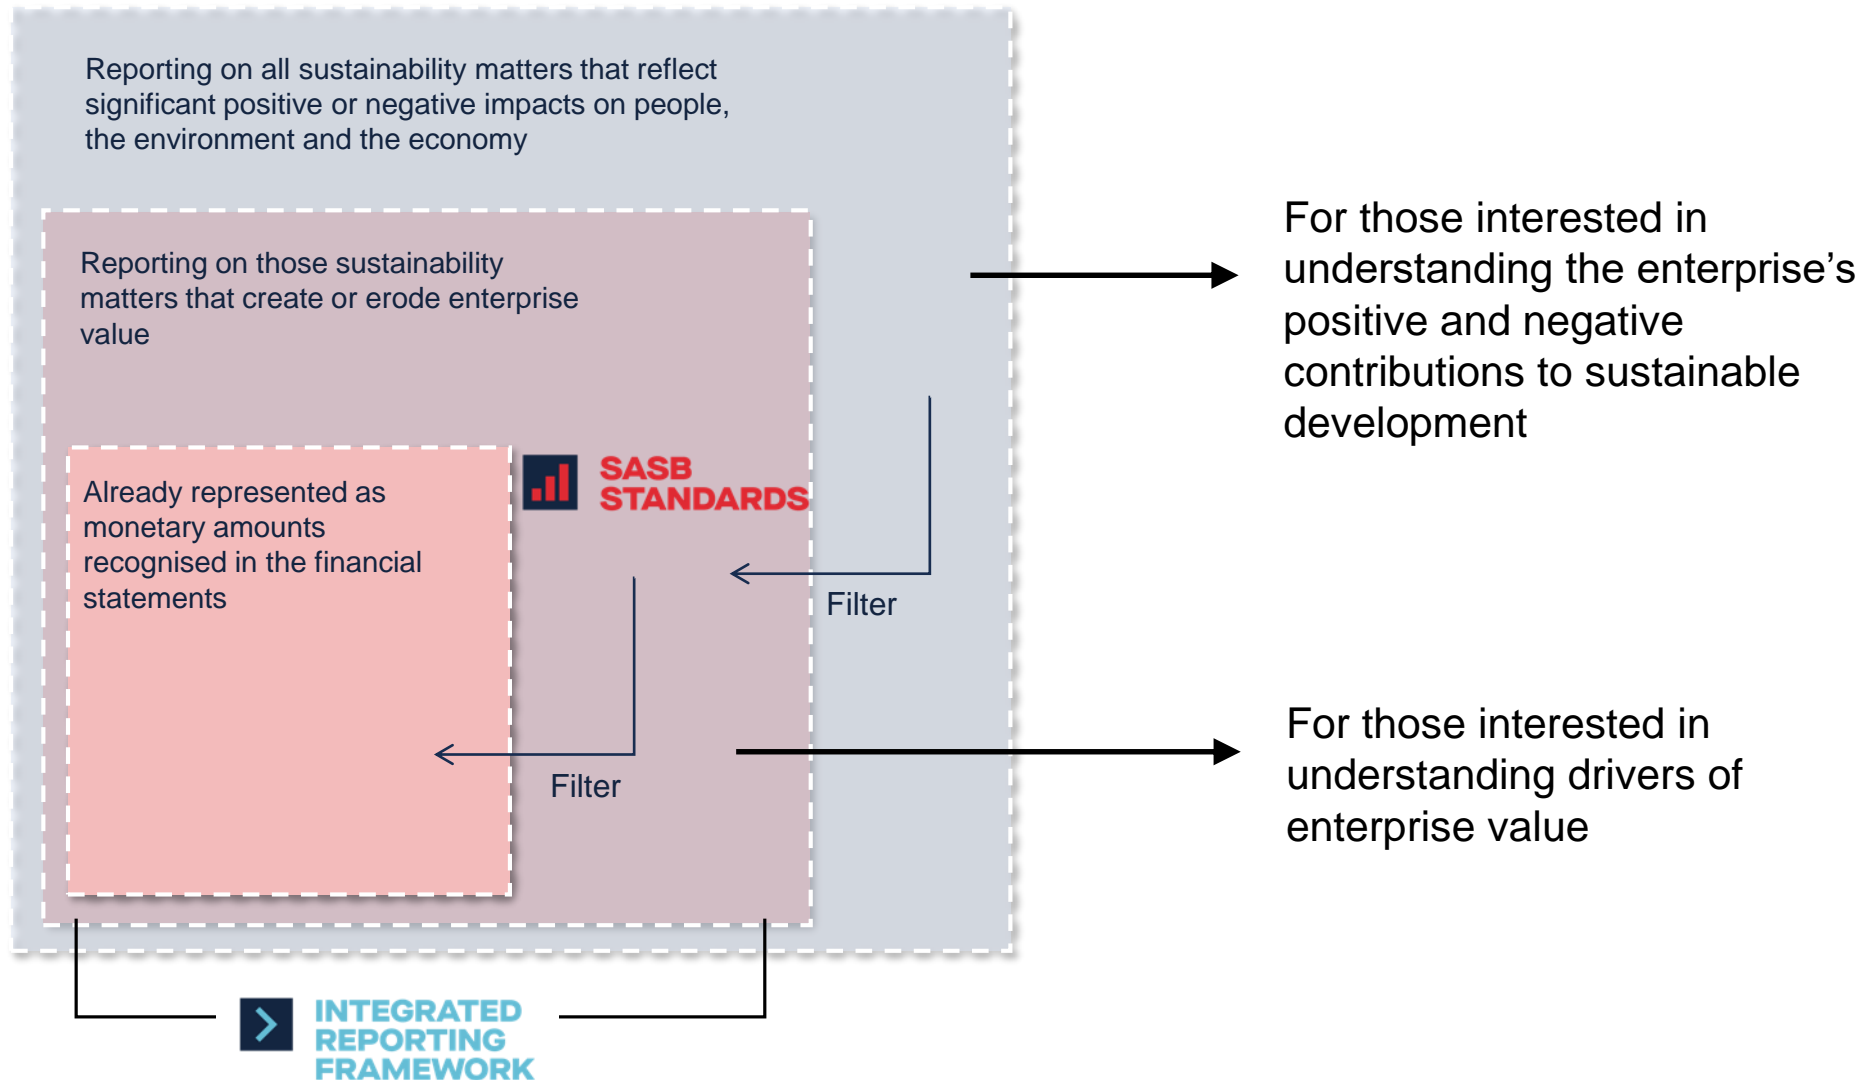 Reporting on all sustainability matters that reflect
significant positive or negative impacts on people,
the environment and the economy
Reporting on those sustainability
matters that create or erode enterprise
value
Already represented as
monetary amounts
recognised in the financial
statements
SASB
STANDARDS
Filter
Filter
For those interested in
understanding the enterprise’s
positive and negative
contributions to sustainable
development
For those interested in
understanding drivers of
enterprise value
INTEGRATED
REPORTING
FRAMEWORK